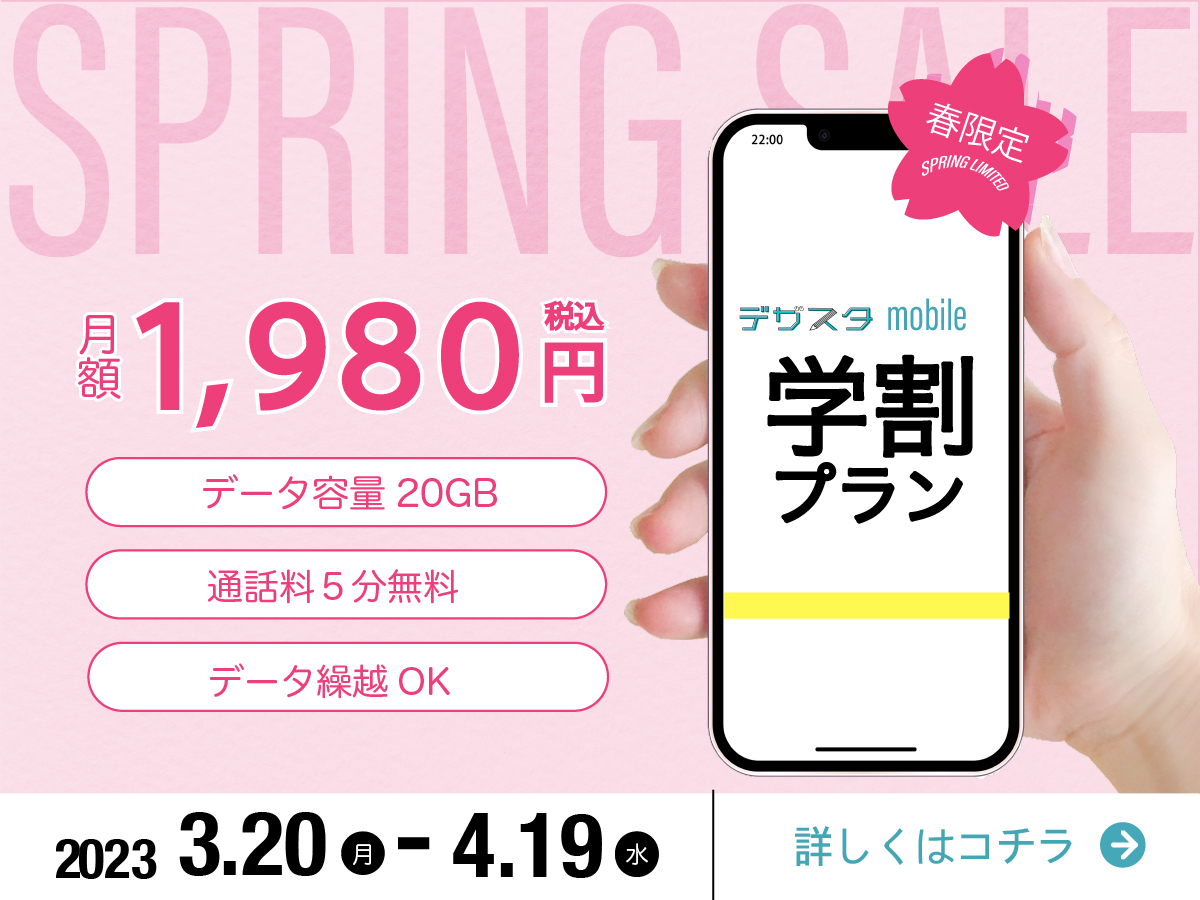 SPRING SALE
春限定
SPRING LIMITED
22:00
月額1,980円税込
データ容量 20GB
通話料5分無料
データ繰越 OK
デザスタ mobile
学割
プラン
2023 3.20 月 - 4.19 水
詳しくはコチラ